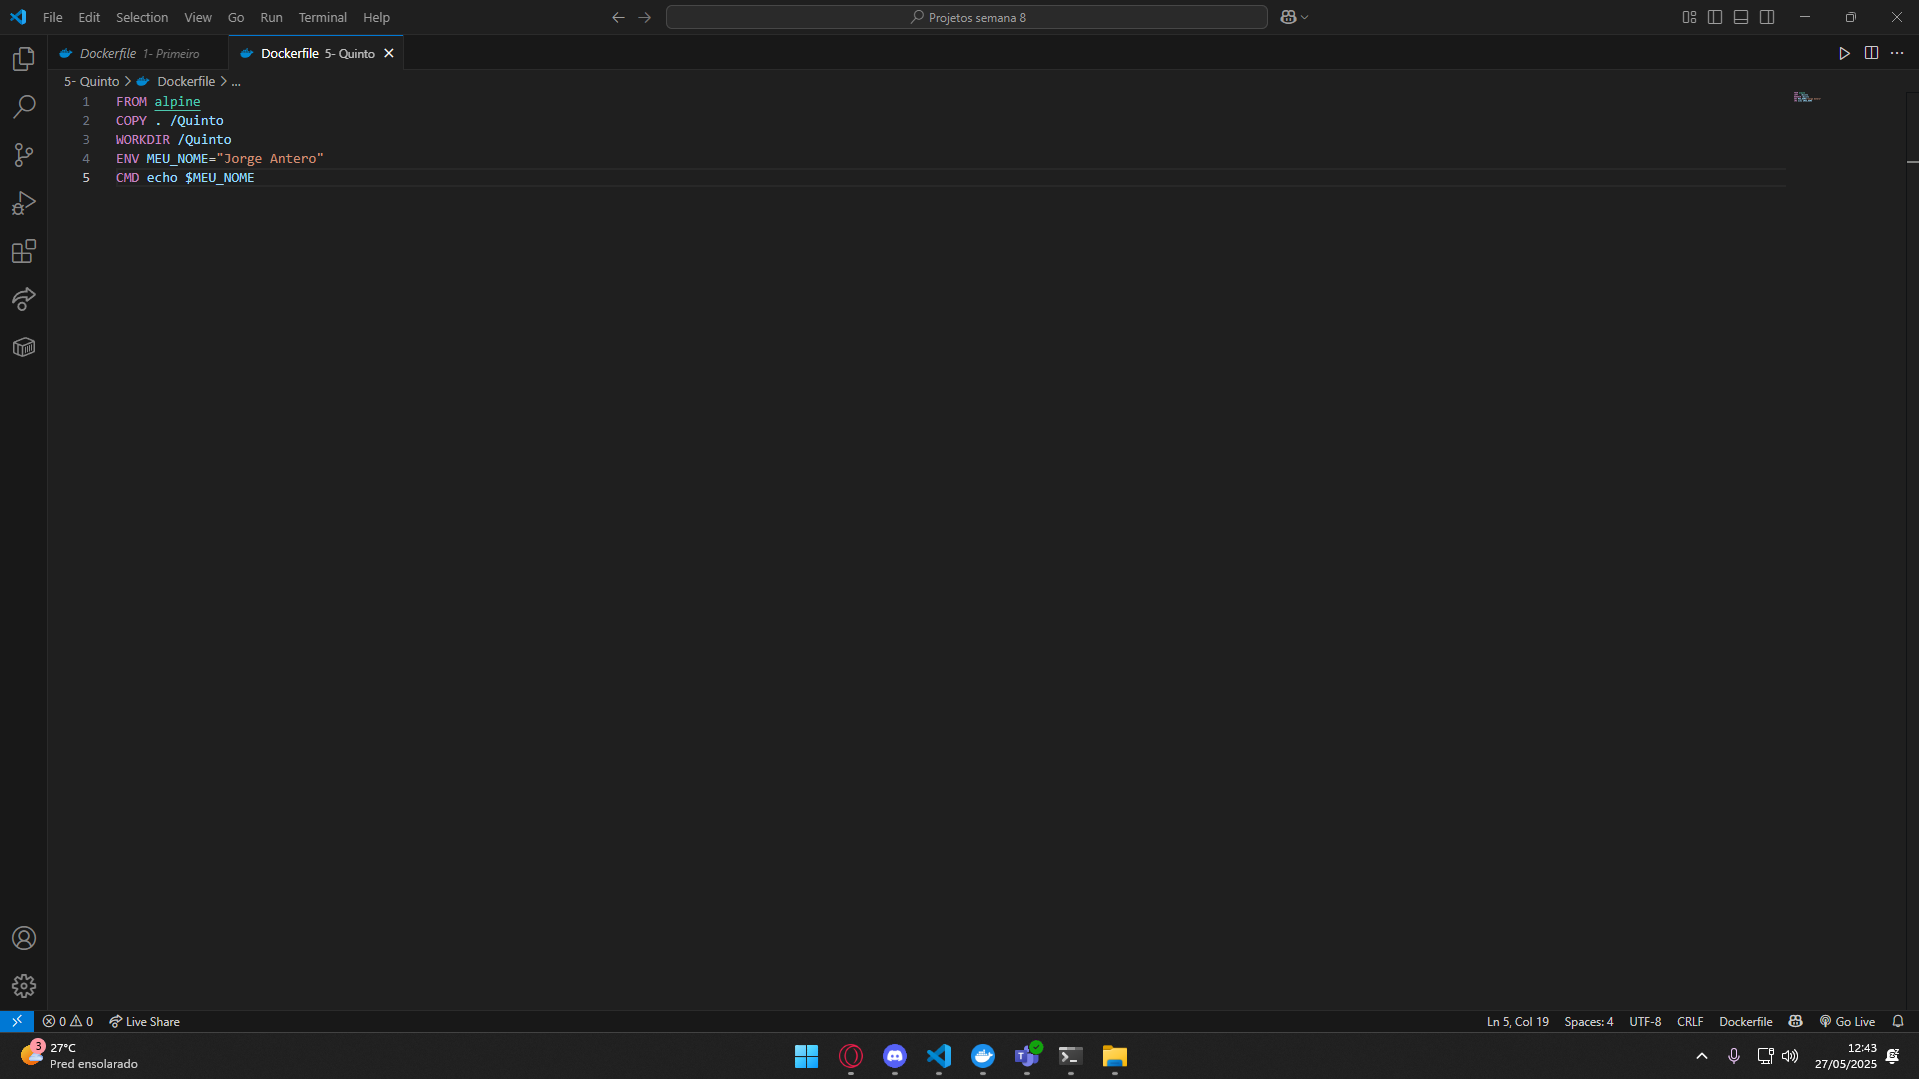 File Edit Selection View Go Run Terminal Help
Projetos semana 8
Dockerfile 1- Primeiro
Dockerfile 5- Quinto
5- Quinto > Dockerfile > ...
1 FROM alpine
2 COPY . /Quinto
3 WORKDIR /Quinto
4 ENV MEU_NOME="Jorge Antero"
5 CMD echo $MEU_NOME
0 0 Live Share
Ln 5, Col 19 Spaces: 4 UTF-8 CRLF Dockerfile Go Live
3
27°C
Pred ensolarado
12:43
27/05/2025